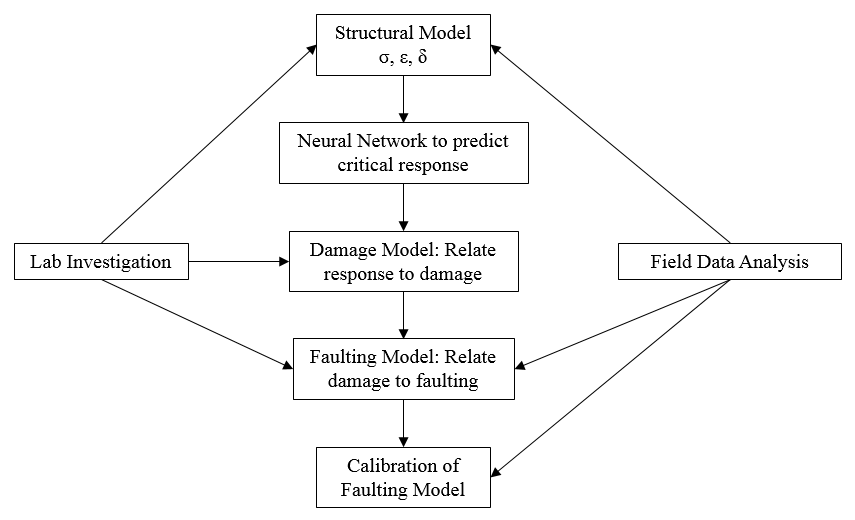 Structural Model
σ, ε, δ
Neural Network to predict
critical response
Lab Investigation
Damage Model: Relate
response to damage
Field Data Analysis
Faulting Model: Relate
damage to faulting
Calibration of
Faulting Model